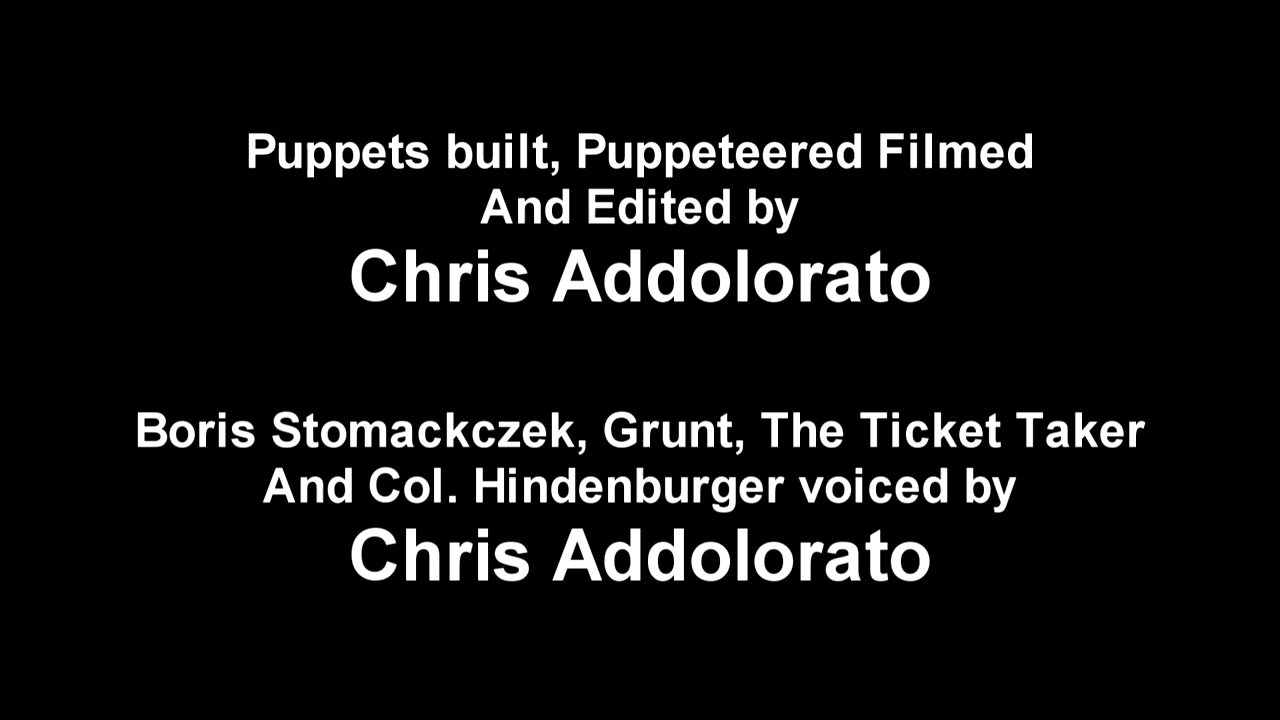 Puppets built, Puppeteered Filmed
And Edited by
Chris Addolorato
Boris Stomackczek, Grunt, The Ticket Taker
And Col. Hindenburger voiced by
Chris Addolorato